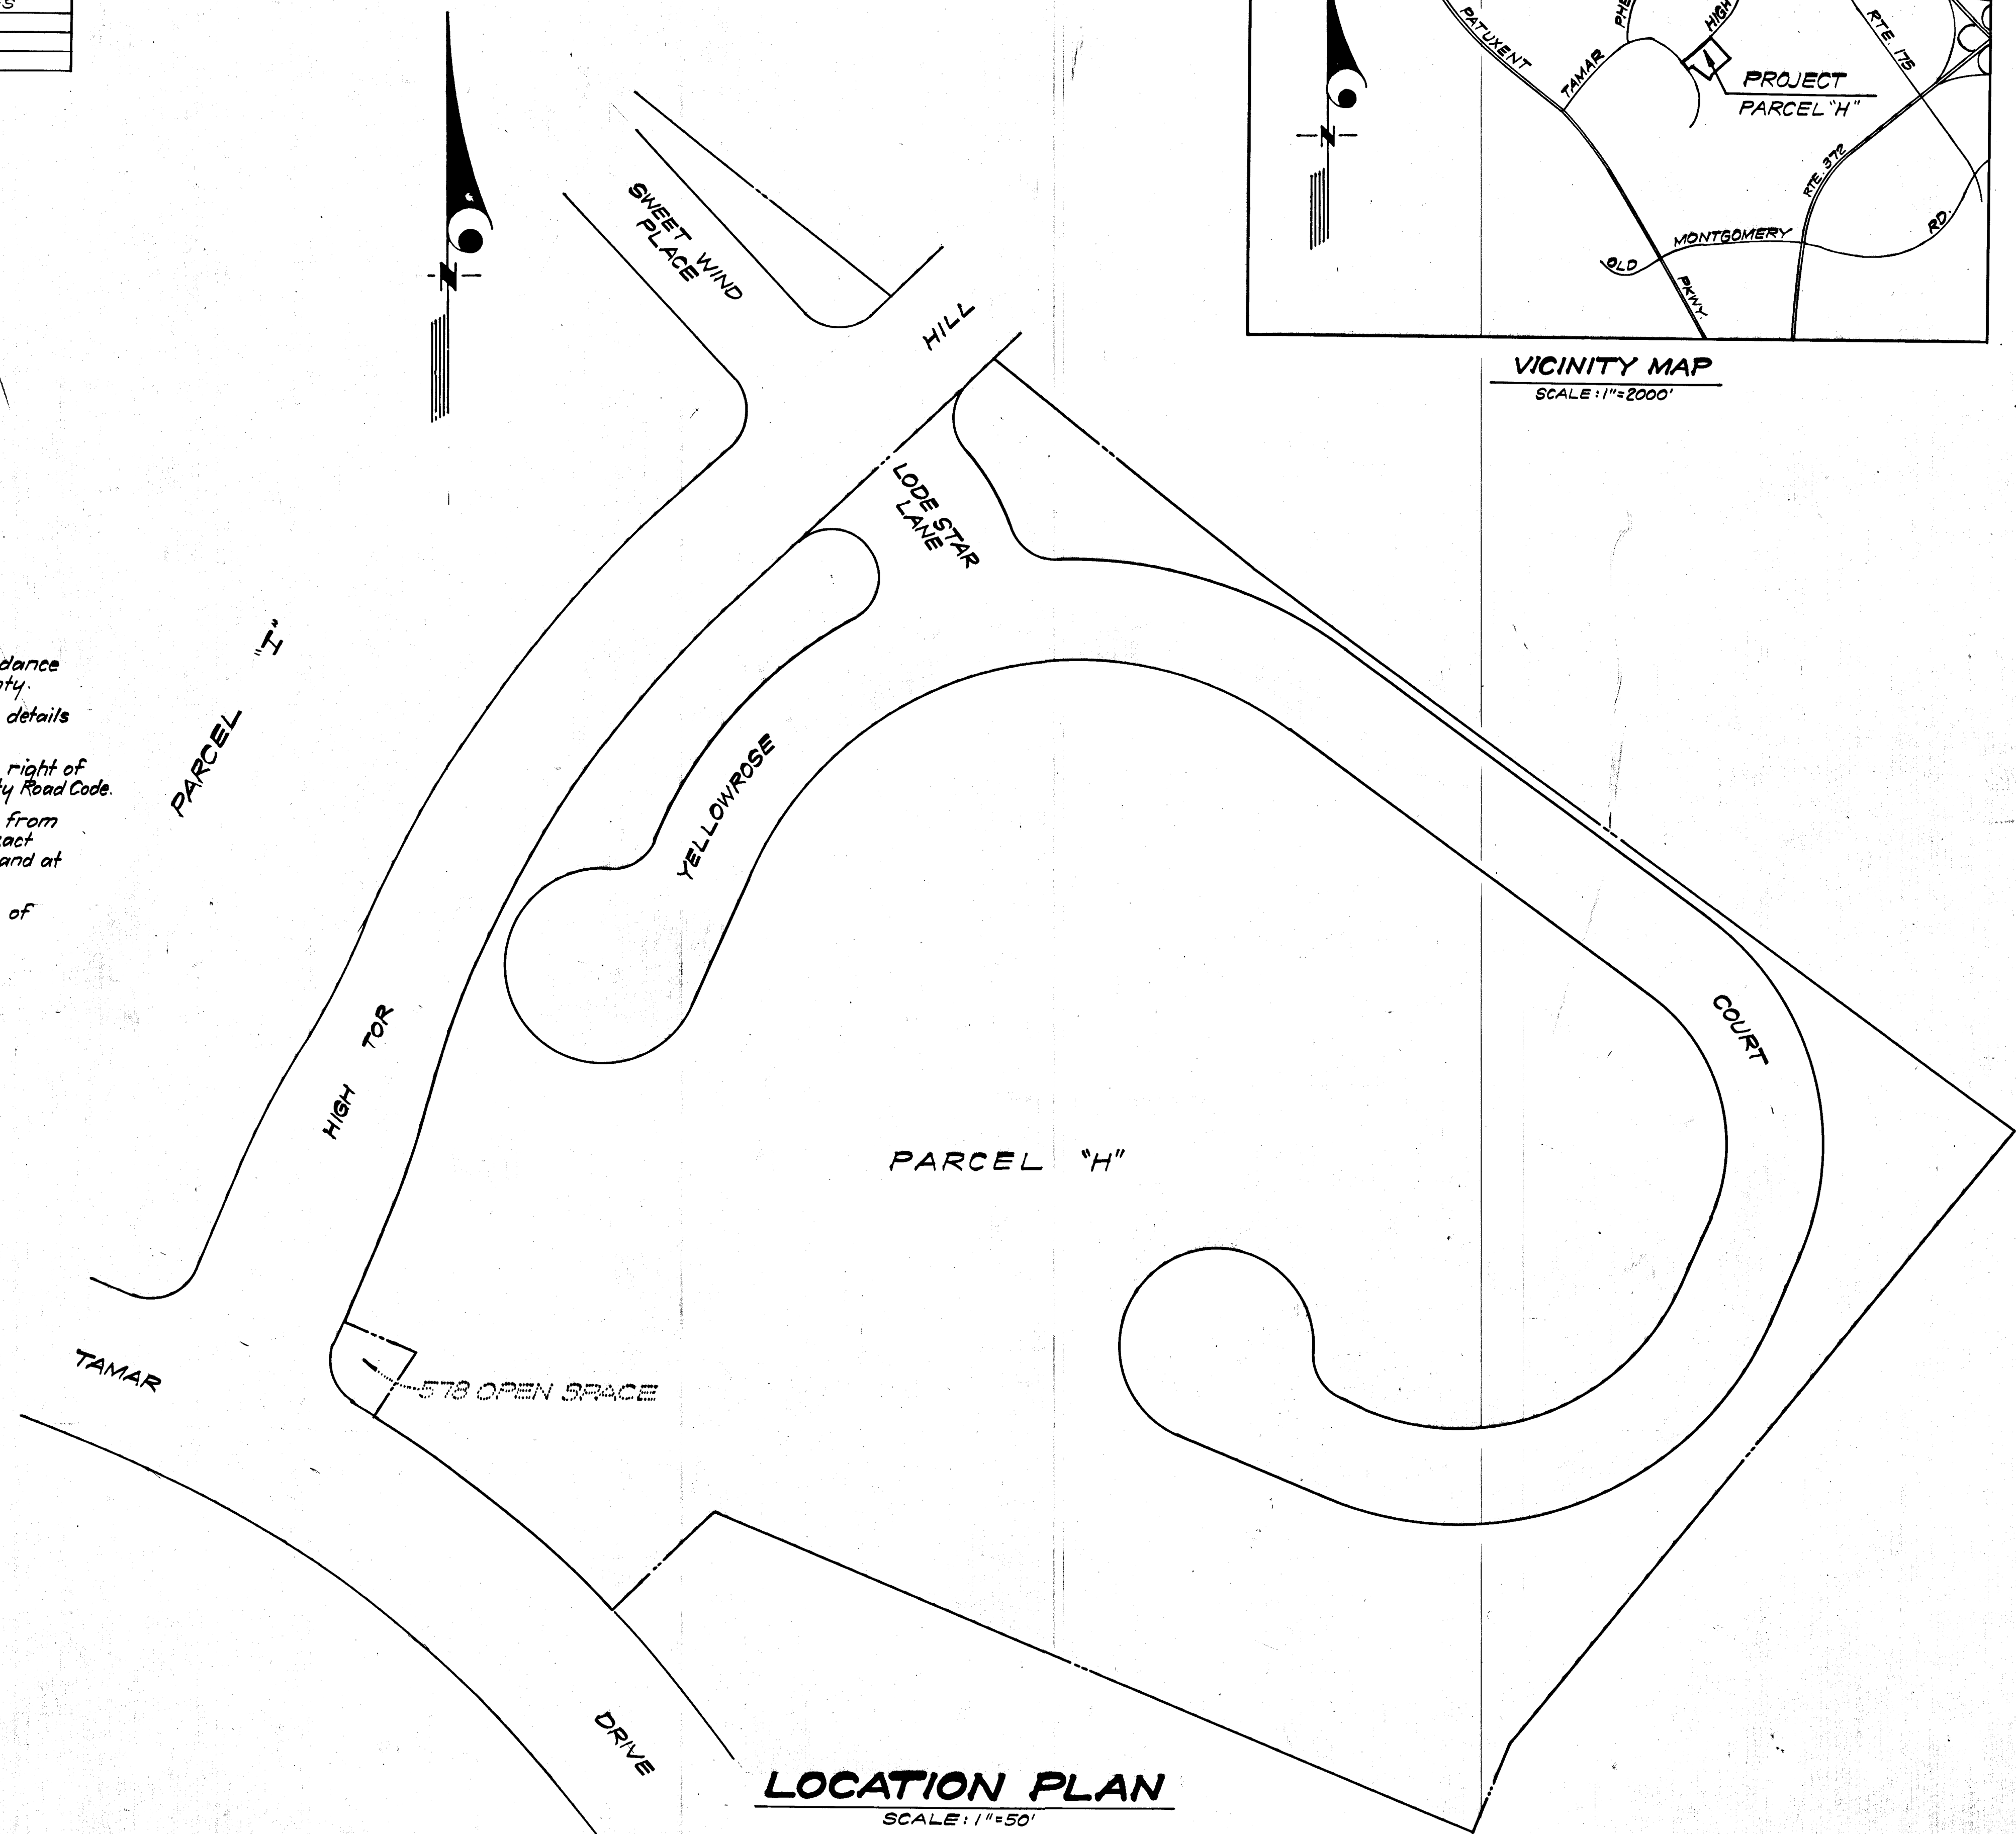 S
PATUXENT
TAMAR
PHE
HIGH
RTE. 175
PROJECT
PARCEL "H"
RTE. 372
OLD
MONTGOMERY
RD.
PKWY.
N
VICINITY MAP
SCALE: 1"=2000'
N
SWEET WIND
PLACE
HILL
LODE STAR
LANE
PARCEL "I"
dance
nty.
details
right of
ty Road Code.
from
act
and at
of
YELLOWROSE
COURT
HIGH TOR
PARCEL "H"
TAMAR
578 OPEN SPACE
DRIVE
LOCATION PLAN
SCALE: 1"=50'